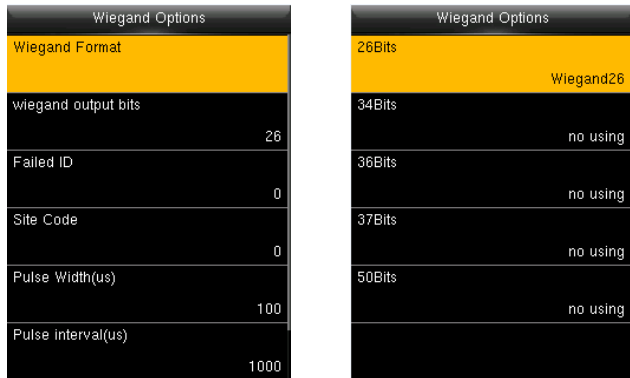 Wiegand Options
Wiegand Format
wiegand output bits
26
Failed ID
0
Site Code
0
Pulse Width(us)
100
Pulse interval(us)
1000
Wiegand Options
26Bits
Wiegand26
34Bits
no using
36Bits
no using
37Bits
no using
50Bits
no using